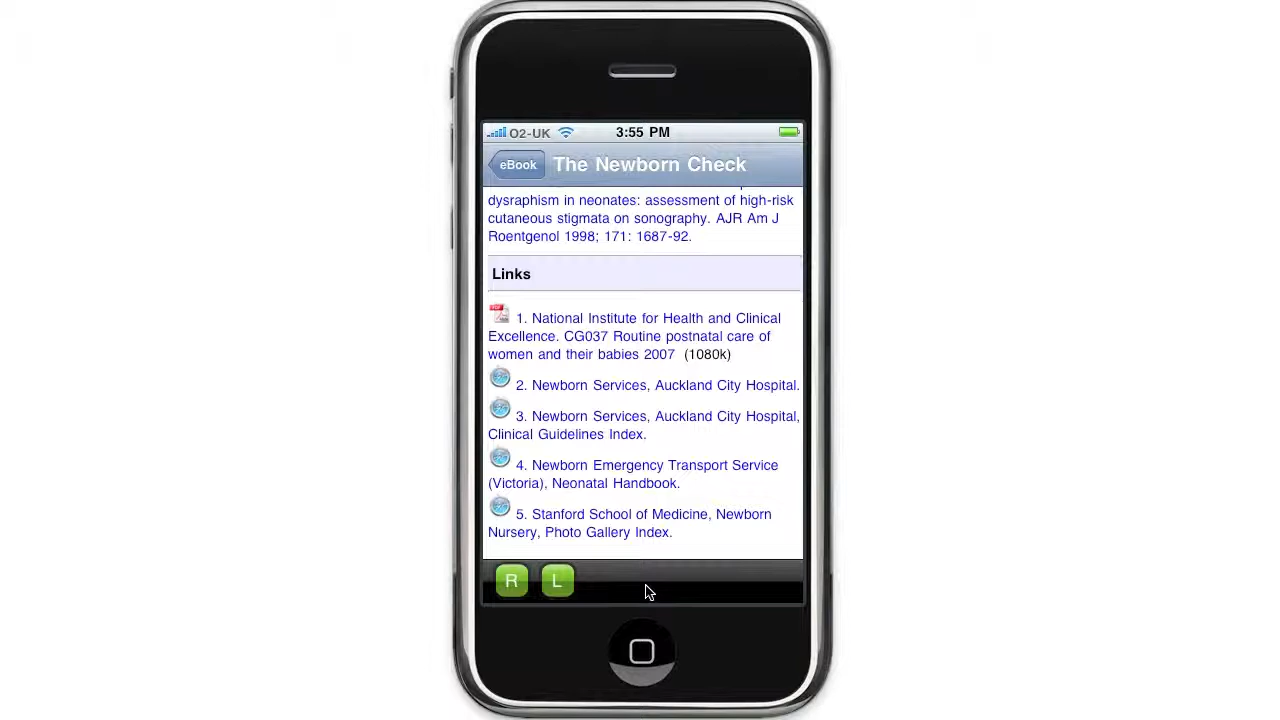 O2-UK 3:55 PM
eBook The Newborn Check
dysraphism in neonates: assessment of high-risk
cutaneous stigmata on sonography. AJR Am J
Roentgenol 1998; 171: 1687-92.
Links
1. National Institute for Health and Clinical
Excellence. CG037 Routine postnatal care of
women and their babies 2007 (1080k)
2. Newborn Services, Auckland City Hospital.
3. Newborn Services, Auckland City Hospital,
Clinical Guidelines Index.
4. Newborn Emergency Transport Service
(Victoria), Neonatal Handbook.
5. Stanford School of Medicine, Newborn
Nursery, Photo Gallery Index.
R L